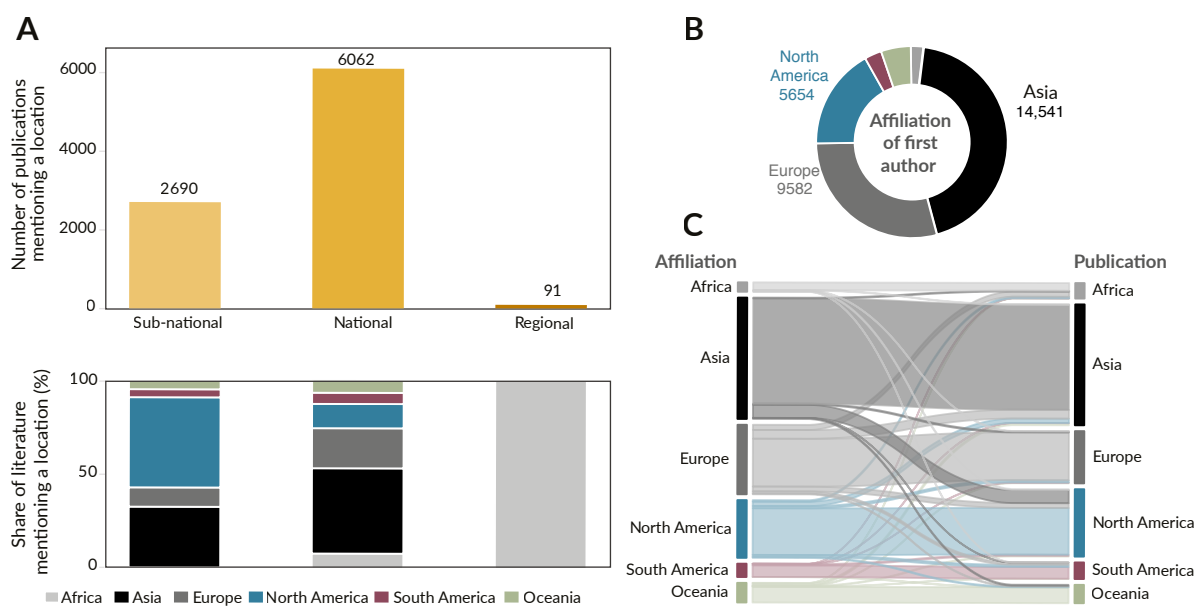 A
Number of publications
mentioning a location
6000
4000
2000
0
2690
6062
91
Sub-national
National
Regional
Share of literature
mentioning a location (%)
100
50
0
Africa
Asia
Europe
North America
South America
Oceania
B
North
America
5654
Asia
14,541
Europe
9582
Affiliation
of first
author
C
Affiliation
Publication
Africa
Asia
Europe
North America
South America
Oceania
Africa
Asia
Europe
North America
South America
Oceania